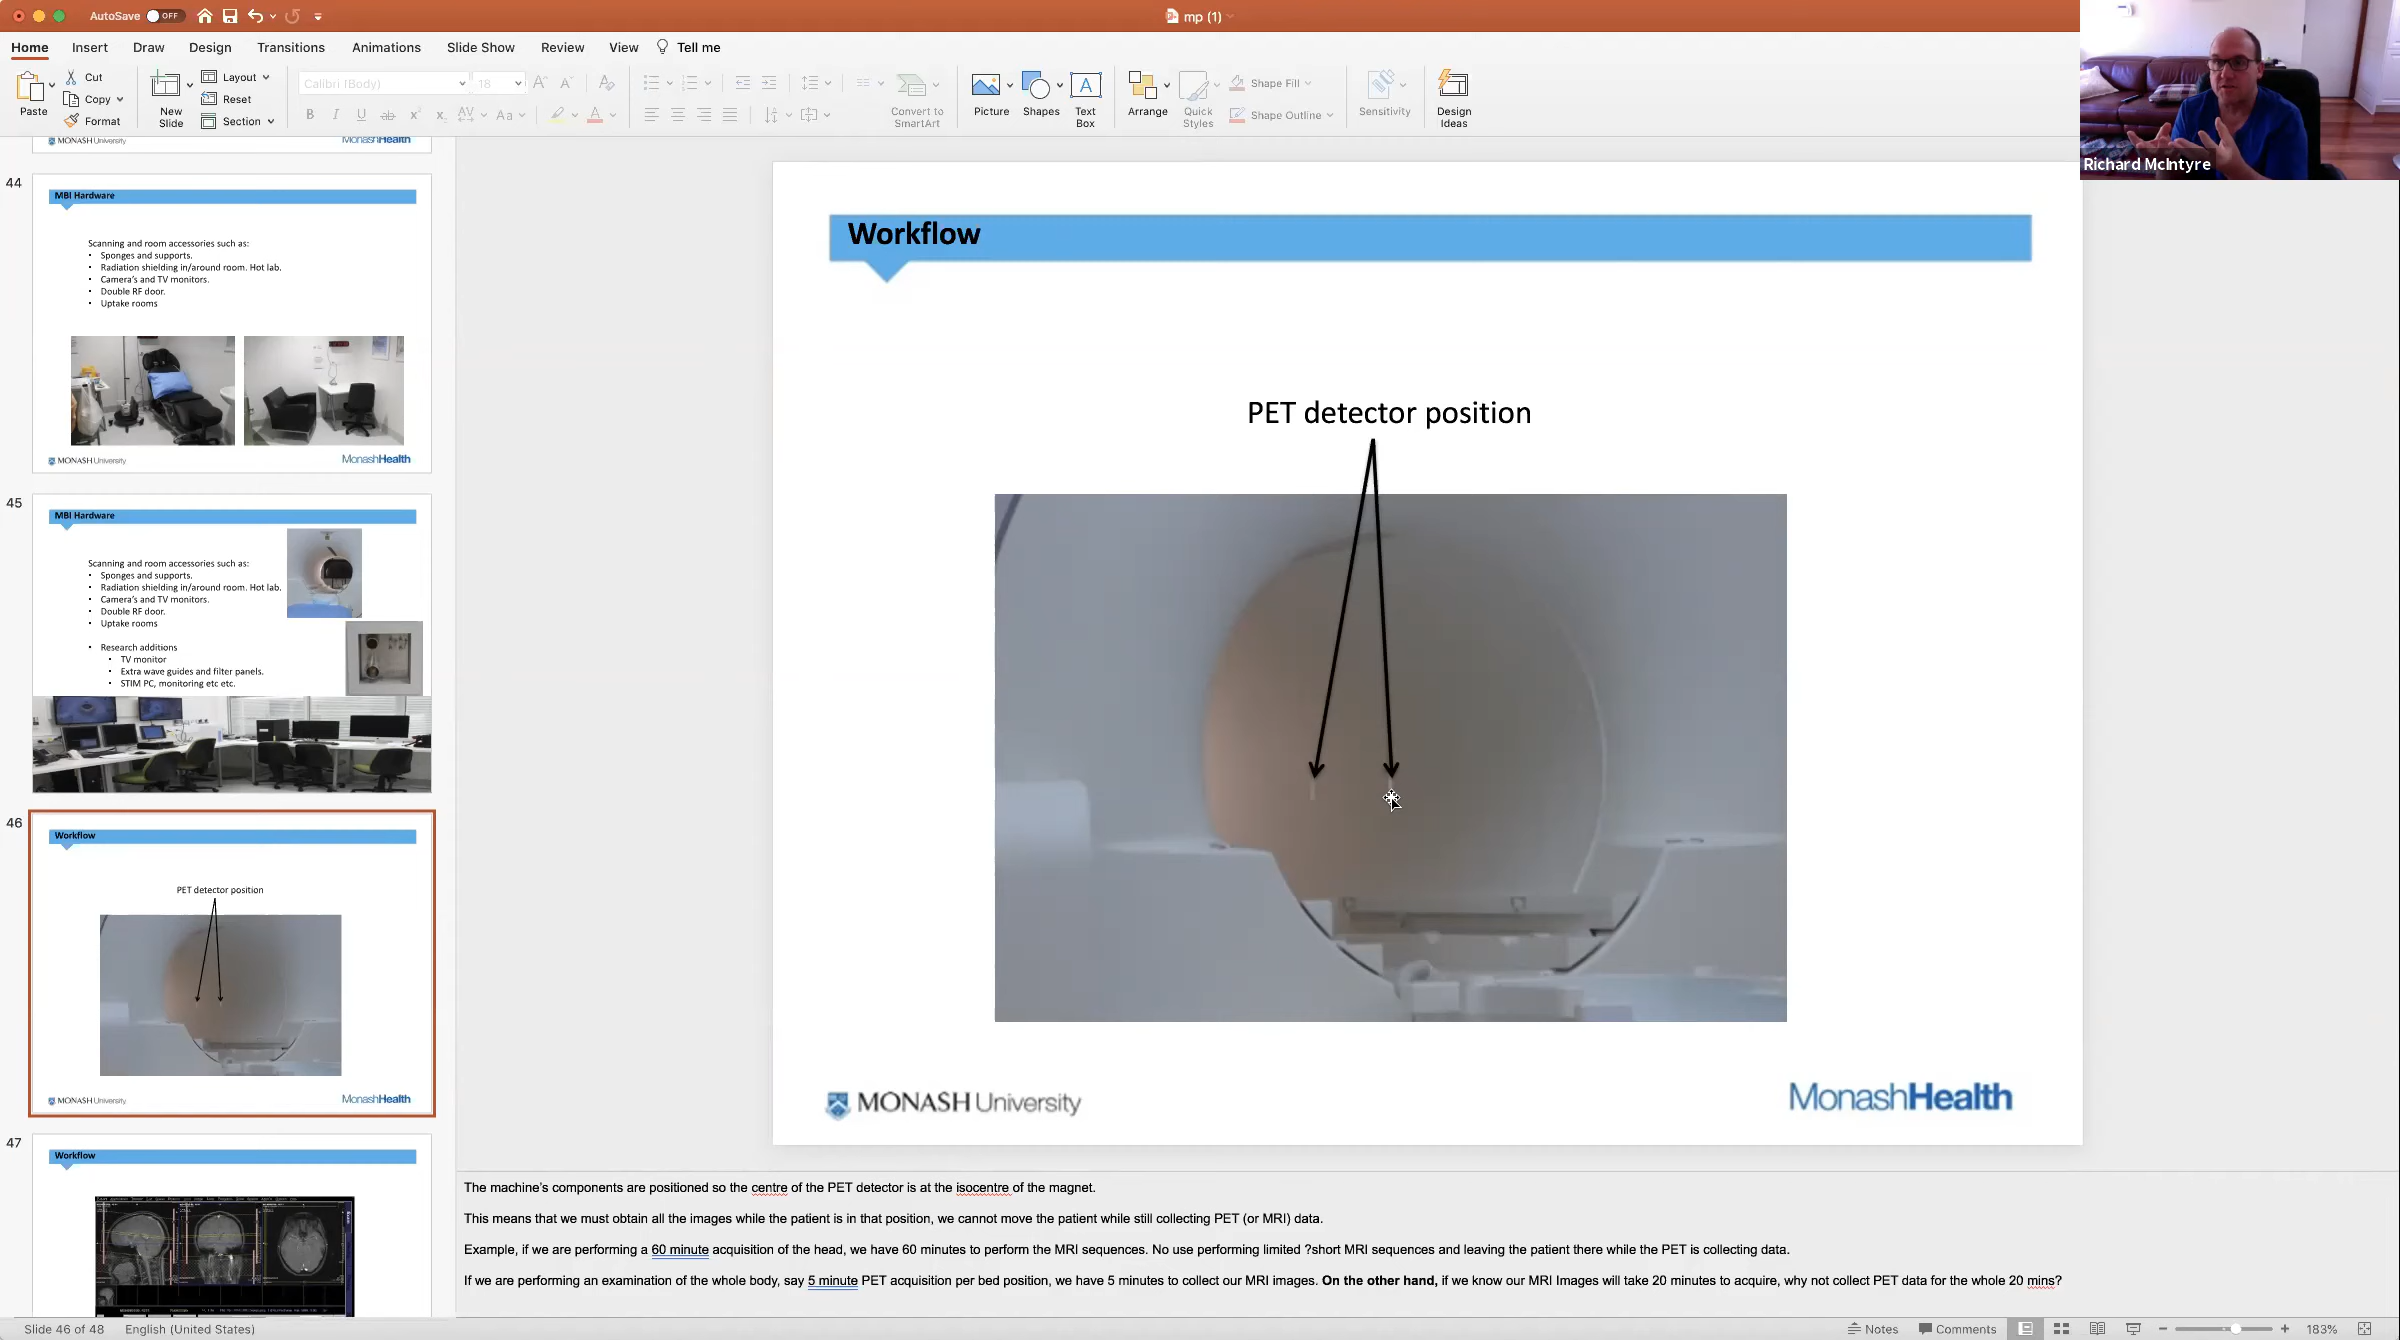 AutoSave OFF
mp (1)
Home Insert Draw Design Transitions Animations Slide Show Review View Tell me
Paste
Cut
Copy
Format
New
Slide
Layout
Reset
Section
Calibri (Body) 18
Convert to
SmartArt
Picture
Shapes
Text
Box
Arrange
Quick
Styles
Shape Fill
Shape Outline
Sensitivity
Design
Ideas
Richard McIntyre
MONASH University MonashHealth
44
MBI Hardware
Scanning and room accessories such as:
• Sponges and supports.
• Radiation shielding in/around room. Hot lab.
• Camera's and TV monitors.
• Double RF door.
• Uptake rooms
MONASH University MonashHealth
45
MBI Hardware
Scanning and room accessories such as:
• Sponges and supports.
• Radiation shielding in/around room. Hot lab.
• Camera's and TV monitors.
• Double RF door.
• Uptake rooms
• Research additions
• TV monitor
• Extra wave guides and filter panels.
• STIM PC, monitoring etc etc.
46
Workflow
PET detector position
MONASH University MonashHealth
47
Workflow
Workflow
PET detector position
MONASH University MonashHealth
The machine's components are positioned so the centre of the PET detector is at the isocentre of the magnet.
This means that we must obtain all the images while the patient is in that position, we cannot move the patient while still collecting PET (or MRI) data.
Example, if we are performing a 60 minute acquisition of the head, we have 60 minutes to perform the MRI sequences. No use performing limited ?short MRI sequences and leaving the patient there while the PET is collecting data.
If we are performing an examination of the whole body, say 5 minute PET acquisition per bed position, we have 5 minutes to collect our MRI images. On the other hand, if we know our MRI Images will take 20 minutes to acquire, why not collect PET data for the whole 20 mins?
Slide 46 of 48 English (United States)
Notes Comments 183%